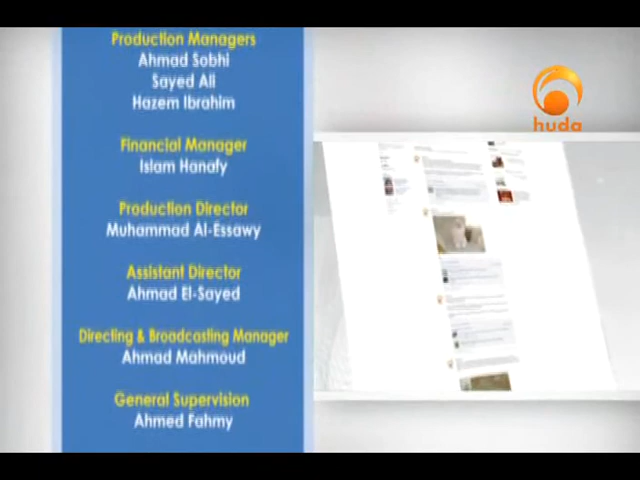 Production Managers
Ahmad Sobhi
Sayed Ali
Hazem Ibrahim
Financial Manager
Islam Hanafy
Production Director
Muhammad Al-Essawy
Assistant Director
Ahmad El-Sayed
Directing & Broadcasting Manager
Ahmad Mahmoud
General Supervision
Ahmed Fahmy
huda